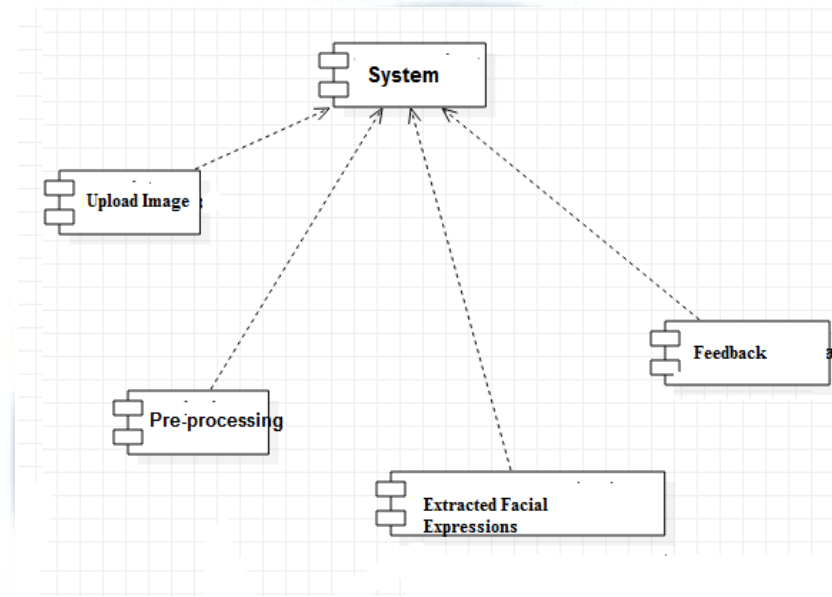 System
Upload Image
Feedback
Pre-processing
Extracted Facial
Expressions